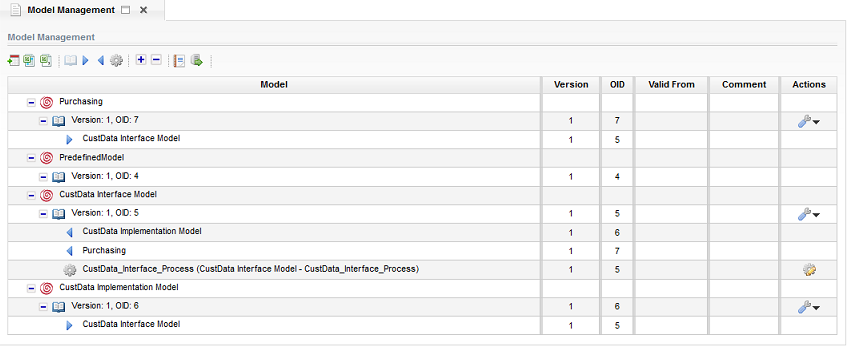 Model Management
Model Management
Model Version OID Valid From Comment Actions
Purchasing
Version: 1, OID: 7 1 7
CustData Interface Model 1 5
PredefinedModel
Version: 1, OID: 4 1 4
CustData Interface Model
Version: 1, OID: 5 1 5
CustData Implementation Model 1 6
Purchasing 1 7
CustData_Interface_Process (CustData Interface Model - CustData_Interface_Process) 1 5
CustData Implementation Model
Version: 1, OID: 6 1 6
CustData Interface Model 1 5